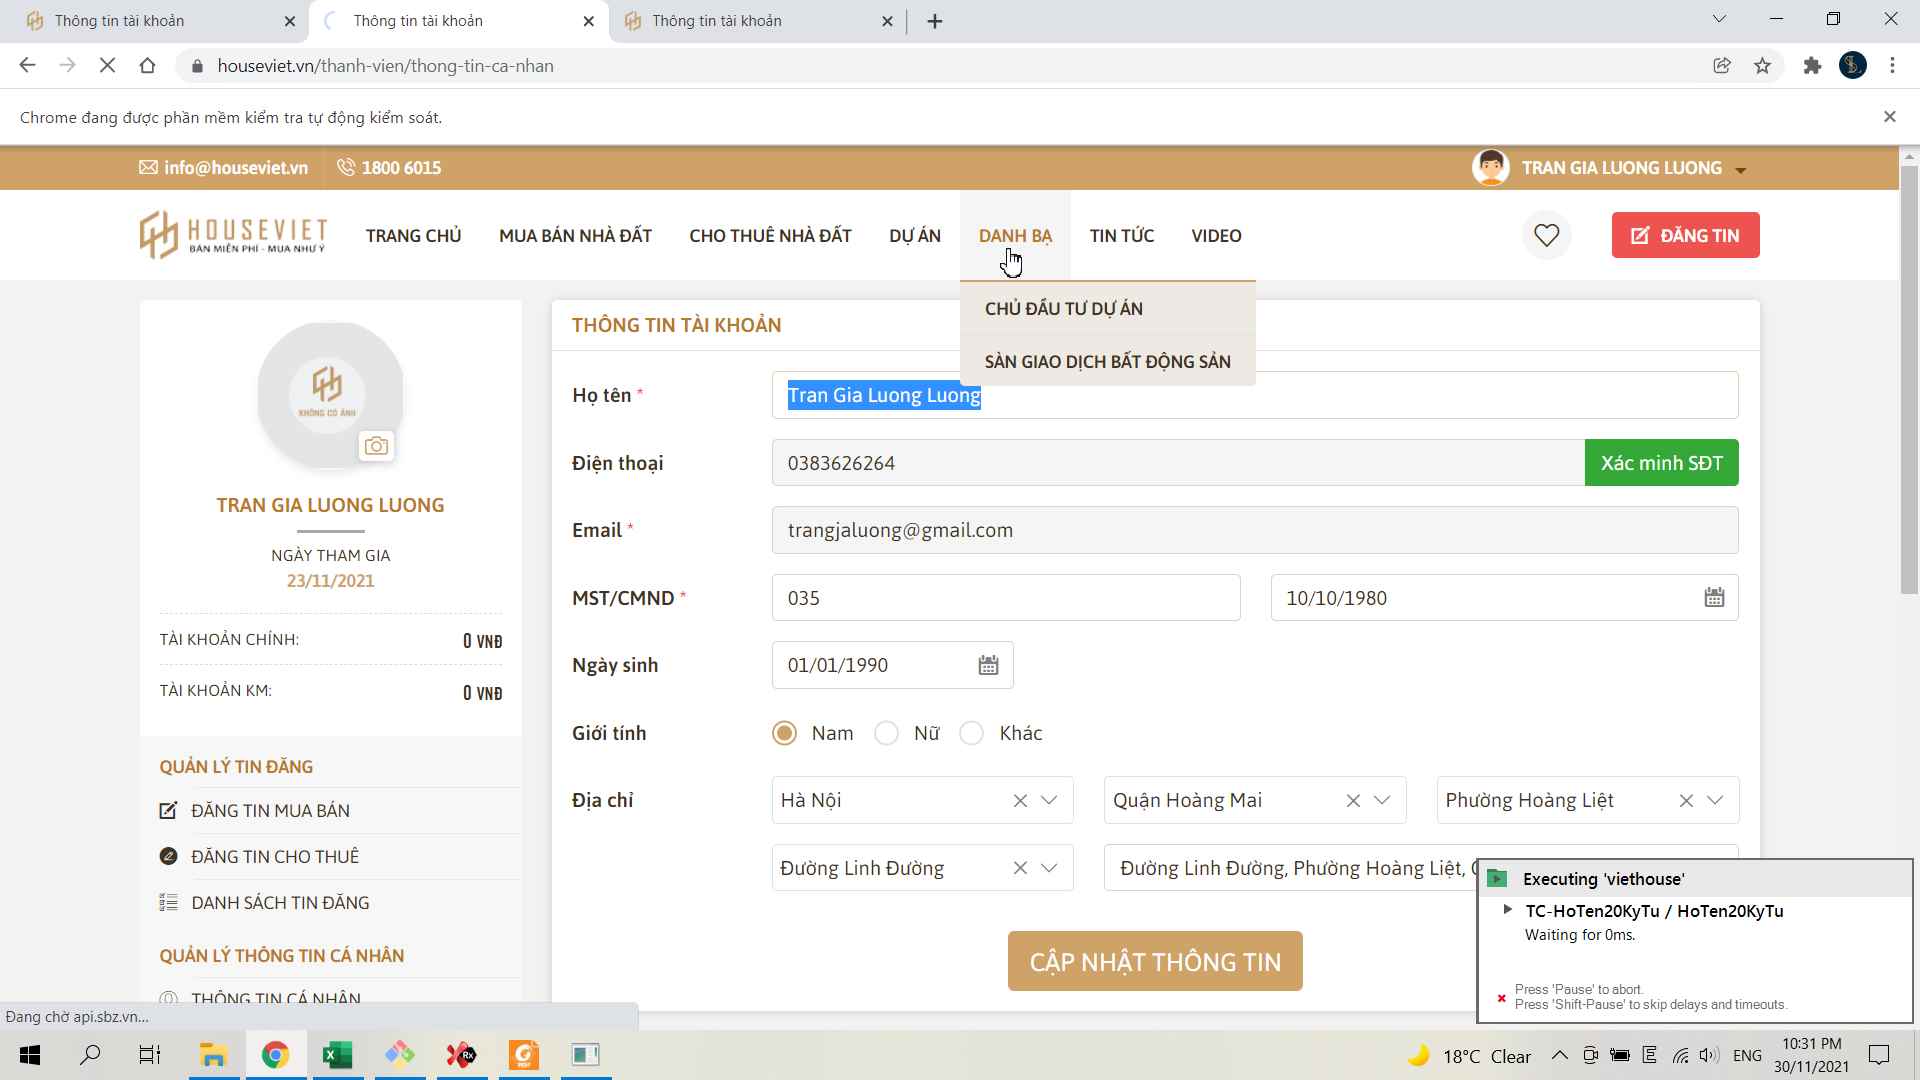 Thông tin tài khoản
Thông tin tài khoản
Thông tin tài khoản
houseviet.vn/thanh-vien/thong-tin-ca-nhan
Chrome đang được phần mềm kiểm tra tự động kiểm soát.
info@houseviet.vn
1800 6015
TRAN GIA LUONG LUONG
HOUSEVIET
BÁN MIỄN PHÍ - MUA NHƯ Ý
TRANG CHỦ
MUA BÁN NHÀ ĐẤT
CHO THUÊ NHÀ ĐẤT
DỰ ÁN
DANH BẠ
TIN TỨC
VIDEO
ĐĂNG TIN
CHỦ ĐẦU TƯ DỰ ÁN
SÀN GIAO DỊCH BẤT ĐỘNG SẢN
KHÔNG CÓ ẢNH
TRAN GIA LUONG LUONG
NGÀY THAM GIA
23/11/2021
TÀI KHOẢN CHÍNH: 0 VNĐ
TÀI KHOẢN KM: 0 VNĐ
QUẢN LÝ TIN ĐĂNG
ĐĂNG TIN MUA BÁN
ĐĂNG TIN CHO THUÊ
DANH SÁCH TIN ĐĂNG
QUẢN LÝ THÔNG TIN CÁ NHÂN
THÔNG TIN CÁ NHÂN
THÔNG TIN TÀI KHOẢN
Họ tên * Tran Gia Luong Luong
Điện thoại 0383626264 Xác minh SĐT
Email * trangjaluong@gmail.com
MST/CMND * 035 10/10/1980
Ngày sinh 01/01/1990
Giới tính Nam Nữ Khác
Địa chỉ Hà Nội Quận Hoàng Mai Phường Hoàng Liệt
Đường Linh Đường Đường Linh Đường, Phường Hoàng Liệt,
CẬP NHẬT THÔNG TIN
Executing 'viethouse'
TC-HoTen20KyTu / HoTen20KyTu
Waiting for 0ms.
Press 'Pause' to abort.
Press 'Shift-Pause' to skip delays and timeouts.
Đang chờ api.sbz.vn...
18°C Clear
ENG
10:31 PM
30/11/2021